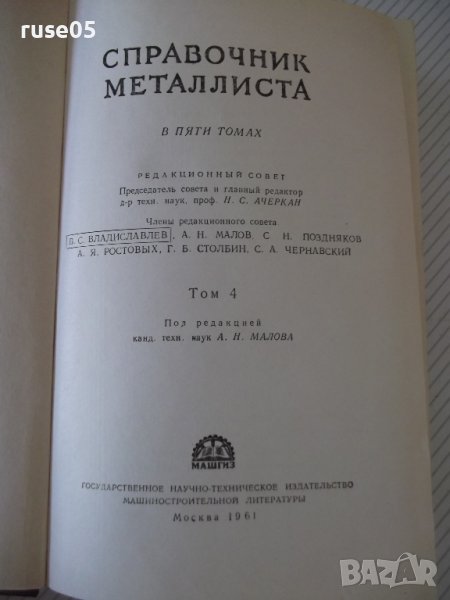 ruse05
СПРАВОЧНИК
МЕТАЛЛИСТА
В ПЯТИ ТОМАХ
РЕДАКЦИОННЫЙ СОВЕТ
Председатель совета и главный редактор
д-р техн. наук, проф. Н. С. АЧЕРКАН
Члены редакционного совета
В. С. ВЛАДИСЛАВЛЕВ, А. Н. МАЛОВ, С. Н. ПОЗДНЯКОВ
А. Я. РОСТОВЫХ, Г. Б. СТОЛБИН, С. А. ЧЕРНАВСКИЙ
Том 4
Под редакцией
канд. техн. наук А. Н. МАЛОВА
МАШГИЗ
ГОСУДАРСТВЕННОЕ НАУЧНО-ТЕХНИЧЕСКОЕ ИЗДАТЕЛЬСТВО
МАШИНОСТРОИТЕЛЬНОЙ ЛИТЕРАТУРЫ
Москва 1961
BAZAR
.bg